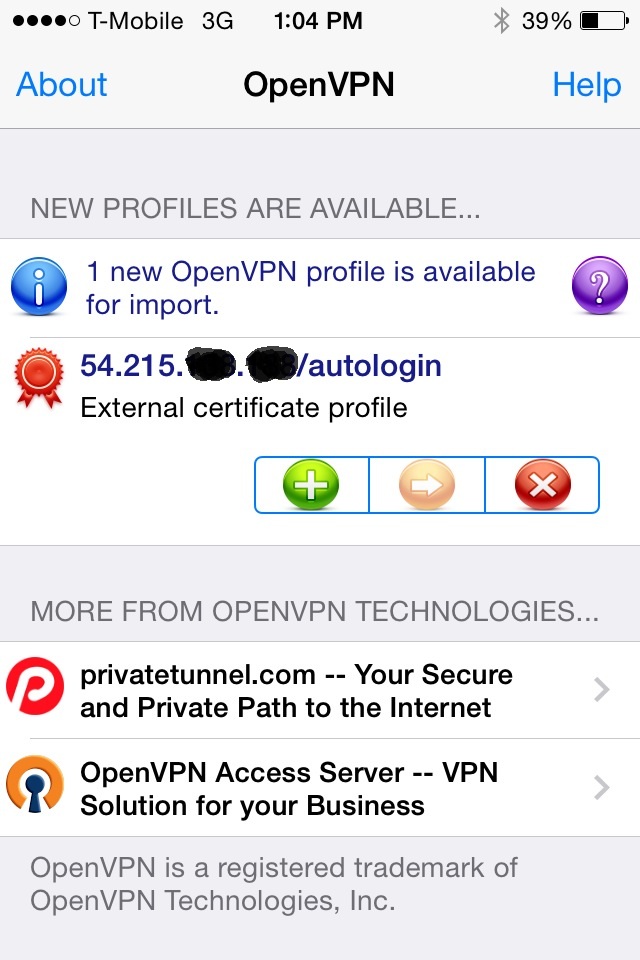 T-Mobile 3G 1:04 PM 39%
About OpenVPN Help
NEW PROFILES ARE AVAILABLE...
1 new OpenVPN profile is available
for import.
54.215. . /autologin
External certificate profile
MORE FROM OPENVPN TECHNOLOGIES...
privatetunnel.com -- Your Secure
and Private Path to the Internet
OpenVPN Access Server -- VPN
Solution for your Business
OpenVPN is a registered trademark of
OpenVPN Technologies, Inc.